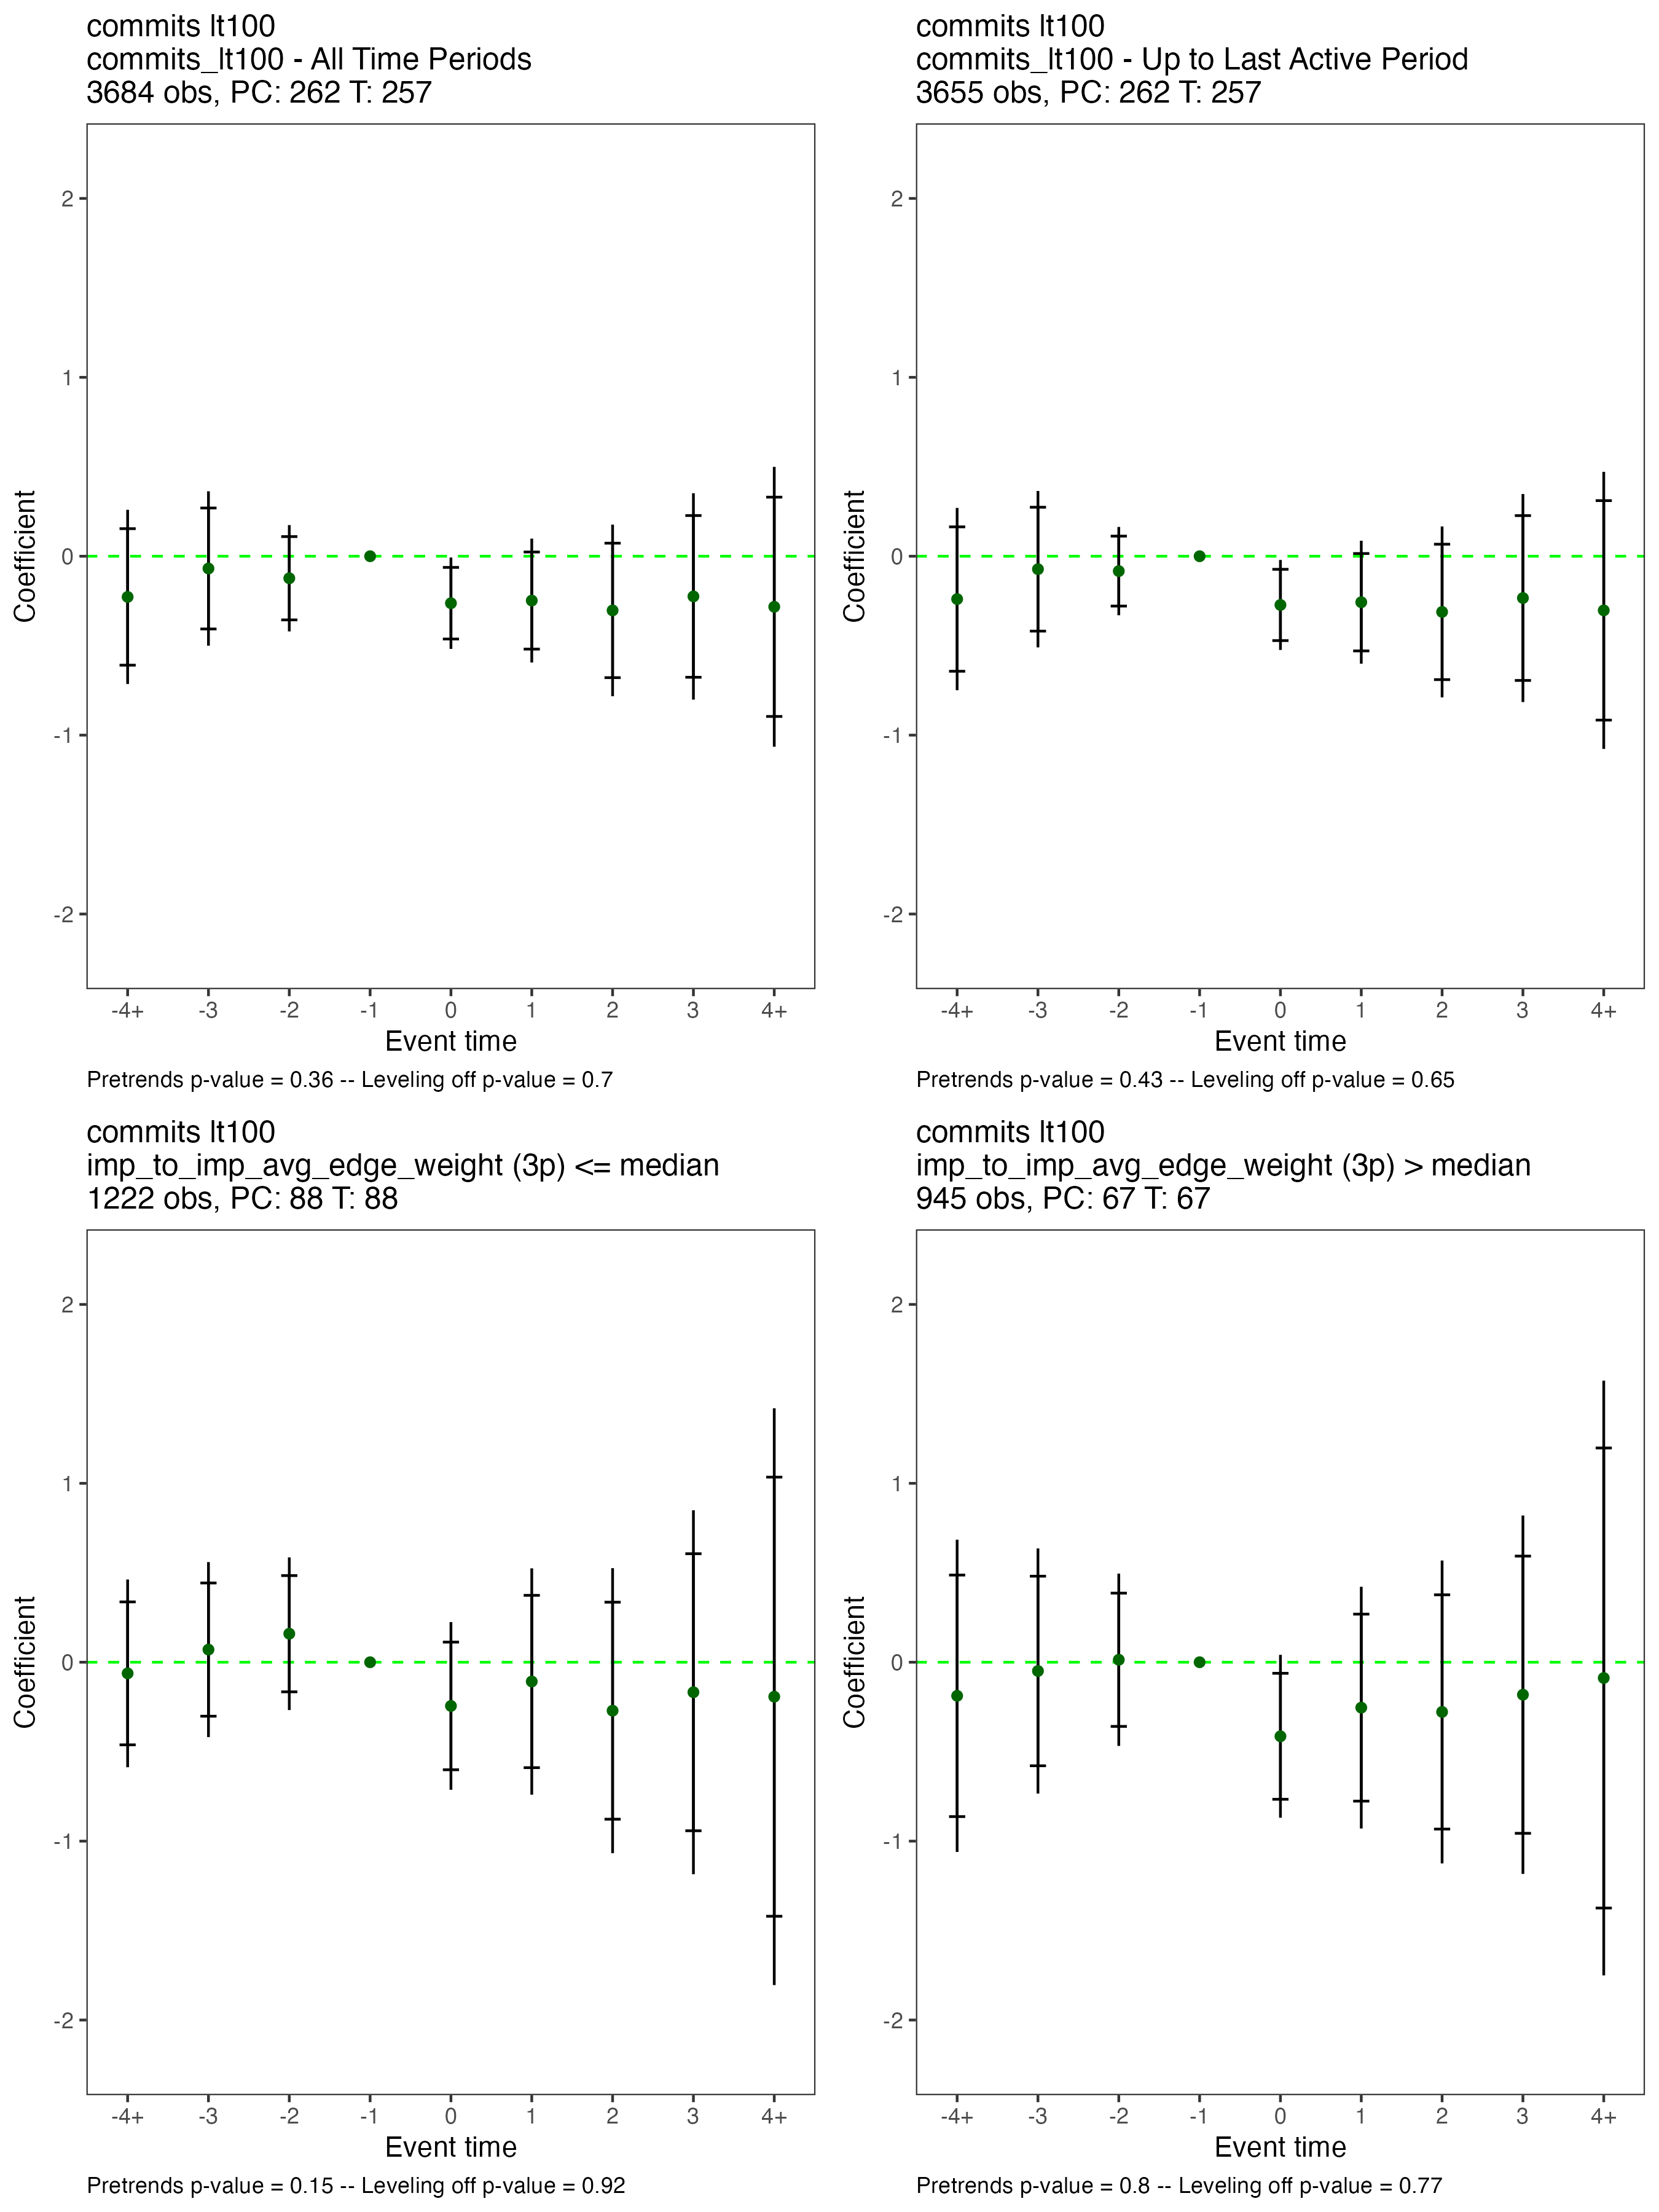 commits lt100
commits_lt100 - All Time Periods
3684 obs, PC: 262 T: 257
2
1
0
-1
-2
Coefficient
-4+ -3 -2 -1 0 1 2 3 4+
Event time
Pretrends p-value = 0.36 -- Leveling off p-value = 0.7
commits lt100
commits_lt100 - Up to Last Active Period
3655 obs, PC: 262 T: 257
2
1
0
-1
-2
Coefficient
-4+ -3 -2 -1 0 1 2 3 4+
Event time
Pretrends p-value = 0.43 -- Leveling off p-value = 0.65
commits lt100
imp_to_imp_avg_edge_weight (3p) <= median
1222 obs, PC: 88 T: 88
2
1
0
-1
-2
Coefficient
-4+ -3 -2 -1 0 1 2 3 4+
Event time
Pretrends p-value = 0.15 -- Leveling off p-value = 0.92
commits lt100
imp_to_imp_avg_edge_weight (3p) > median
945 obs, PC: 67 T: 67
2
1
0
-1
-2
Coefficient
-4+ -3 -2 -1 0 1 2 3 4+
Event time
Pretrends p-value = 0.8 -- Leveling off p-value = 0.77